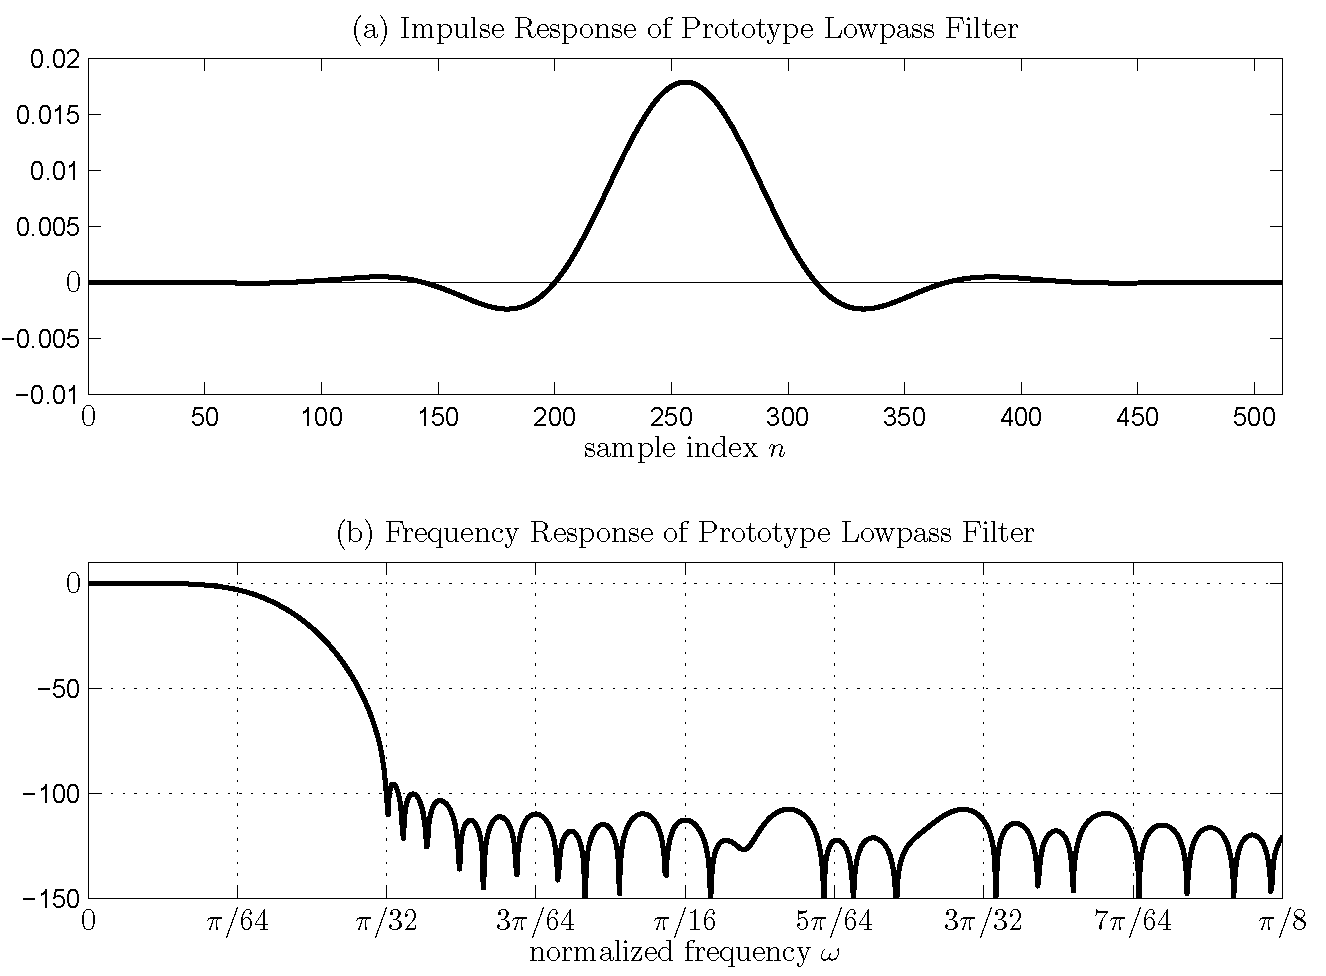 (a) Impulse Response of Prototype Lowpass Filter
0.02
0.015
0.01
0.005
0
−0.005
−0.01
0 50 100 150 200 250 300 350 400 450 500
sample index n
(b) Frequency Response of Prototype Lowpass Filter
0
−50
−100
−150
0 π/64 π/32 3π/64 π/16 5π/64 3π/32 7π/64 π/8
normalized frequency ω